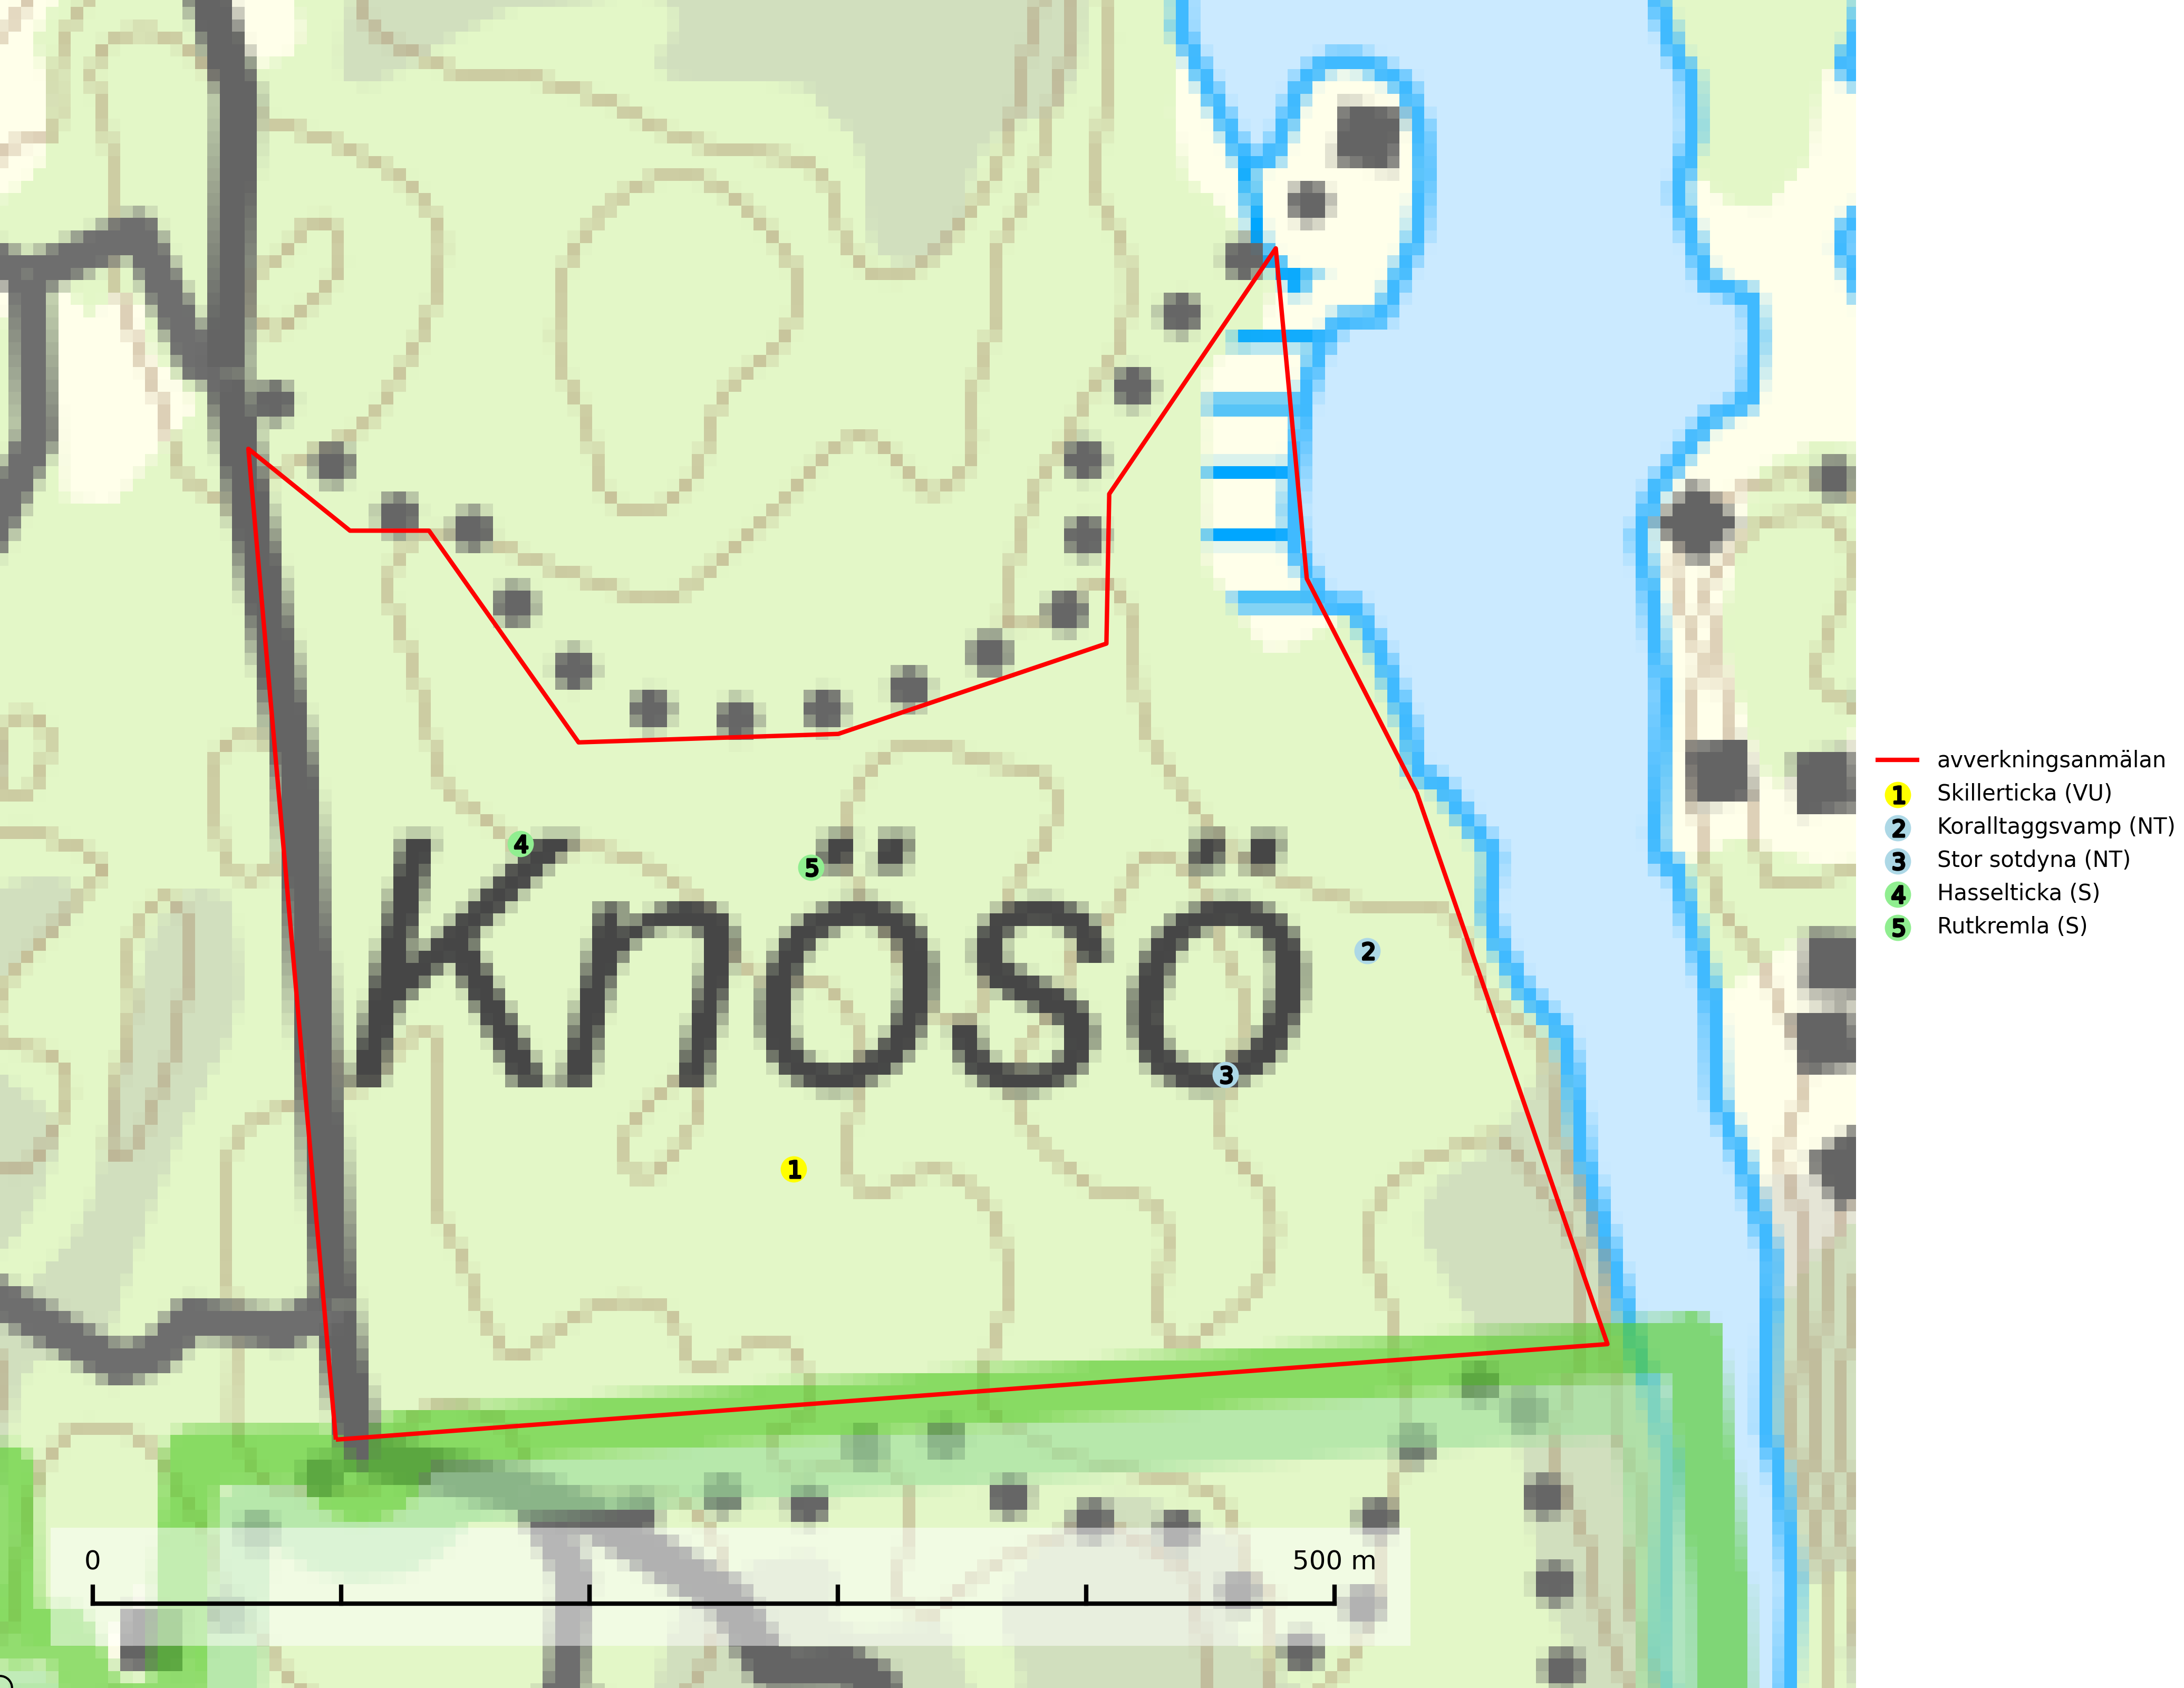 4
5
Knösö
2
3
1
avverkningsanmälan
1 Skillerticka (VU)
2 Koralltaggsvamp (NT)
3 Stor sotdyna (NT)
4 Hasselticka (S)
5 Rutkremla (S)
0 500 m